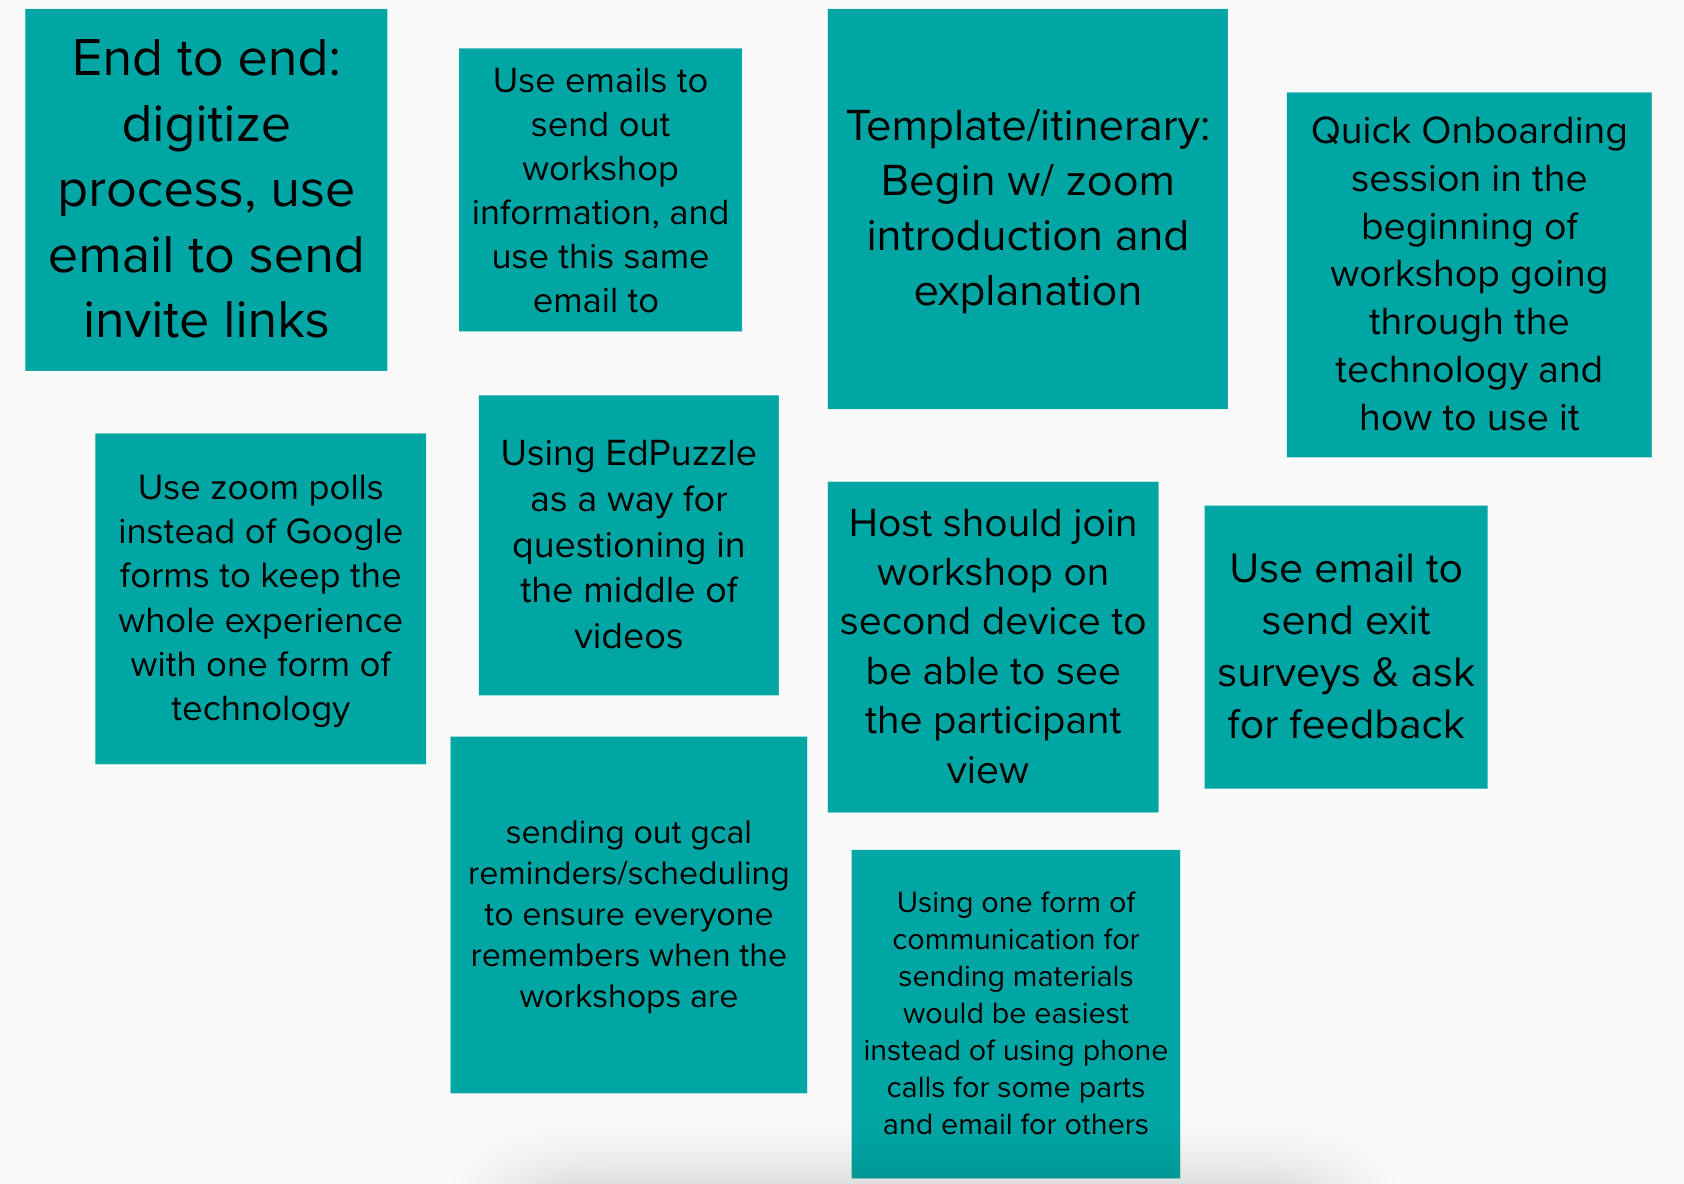 End to end:
digitize
process, use
email to send
invite links
Use emails to
send out
workshop
information, and
use this same
email to
Template/itinerary:
Begin w/ zoom
introduction and
explanation
Quick Onboarding
session in the
beginning of
workshop going
through the
technology and
how to use it
Use zoom polls
instead of Google
forms to keep the
whole experience
with one form of
technology
Using EdPuzzle
as a way for
questioning in
the middle of
videos
Host should join
workshop on
second device to
be able to see
the participant
view
Use email to
send exit
surveys & ask
for feedback
sending out gcal
reminders/scheduling
to ensure everyone
remembers when the
workshops are
Using one form of
communication for
sending materials
would be easiest
instead of using phone
calls for some parts
and email for others